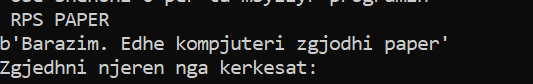 RPS PAPER
b'Barazim. Edhe kompjuteri zgjodhi paper'
Zgjedhni njeren nga kerkesat: